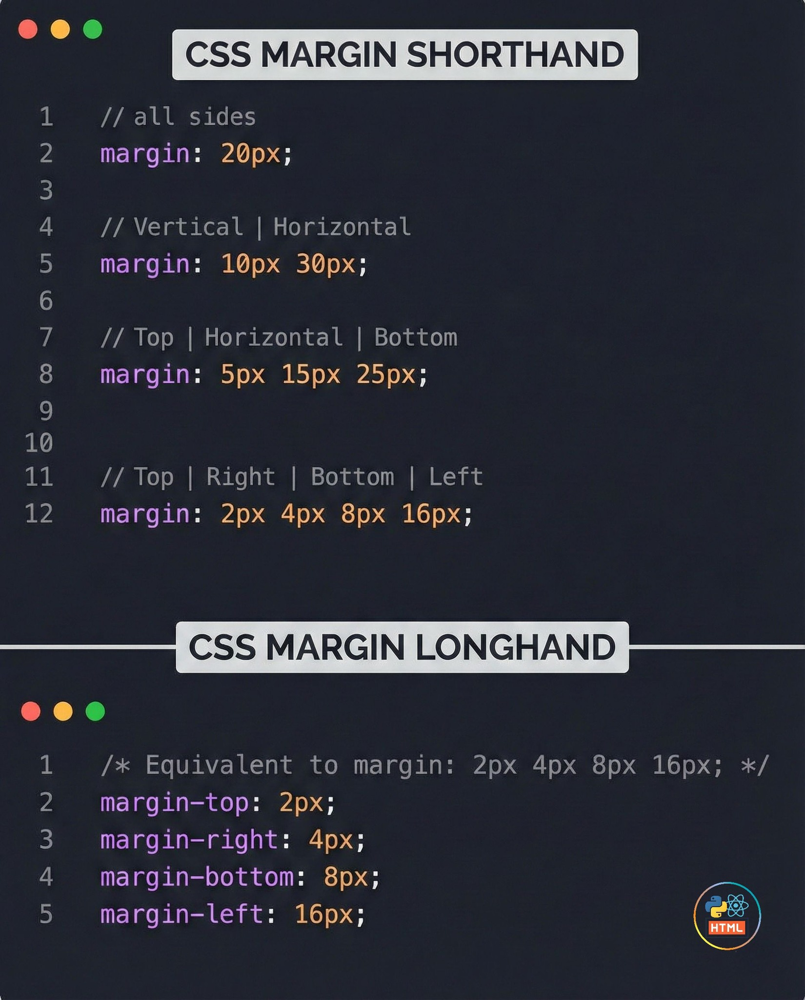 CSS MARGIN SHORTHAND
1 // all sides
2 margin: 20px;
3
4 // Vertical | Horizontal
5 margin: 10px 30px;
6
7 // Top | Horizontal | Bottom
8 margin: 5px 15px 25px;
9
10
11 // Top | Right | Bottom | Left
12 margin: 2px 4px 8px 16px;
CSS MARGIN LONGHAND
1 /* Equivalent to margin: 2px 4px 8px 16px; */
2 margin-top: 2px;
3 margin-right: 4px;
4 margin-bottom: 8px;
5 margin-left: 16px;
HTML